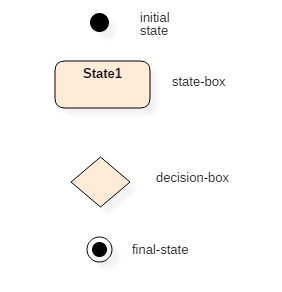 initial
state
State1
state-box
decision-box
final-state